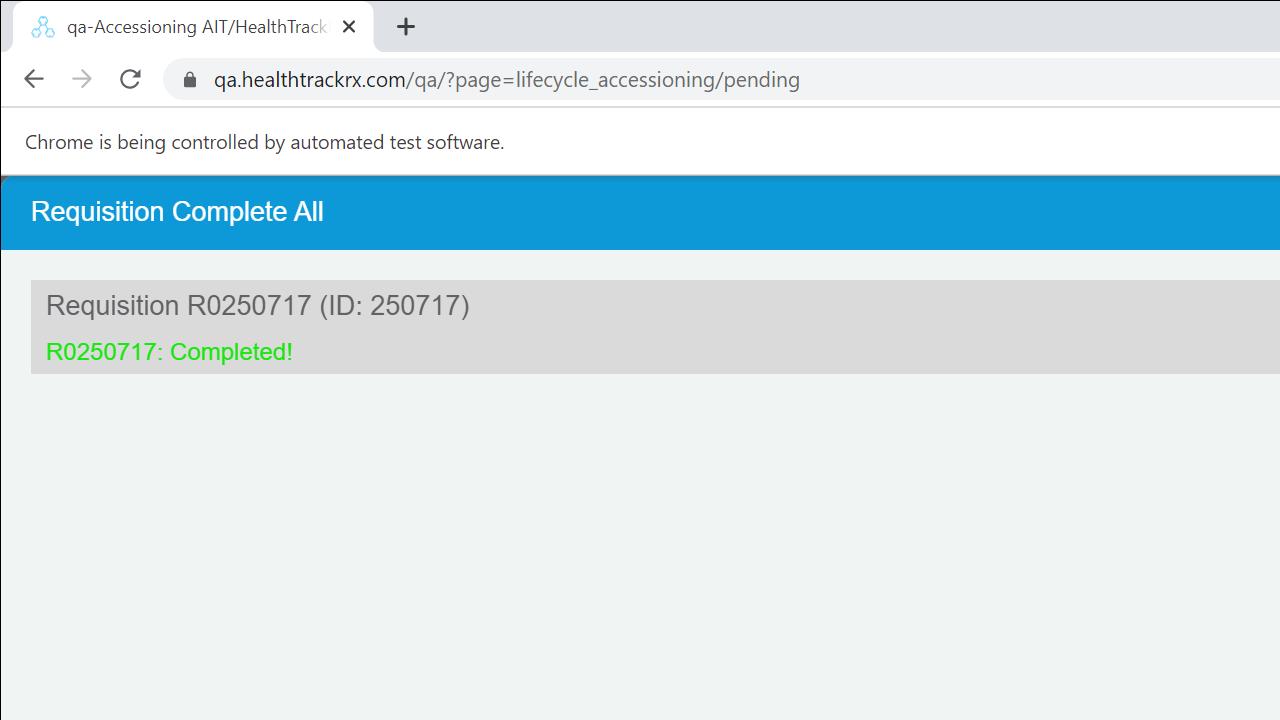 qa-Accessioning AIT/HealthTrack
qa.healthtrackrx.com/qa/?page=lifecycle_accessioning/pending
Chrome is being controlled by automated test software.
Requisition Complete All
Requisition R0250717 (ID: 250717)
R0250717: Completed!